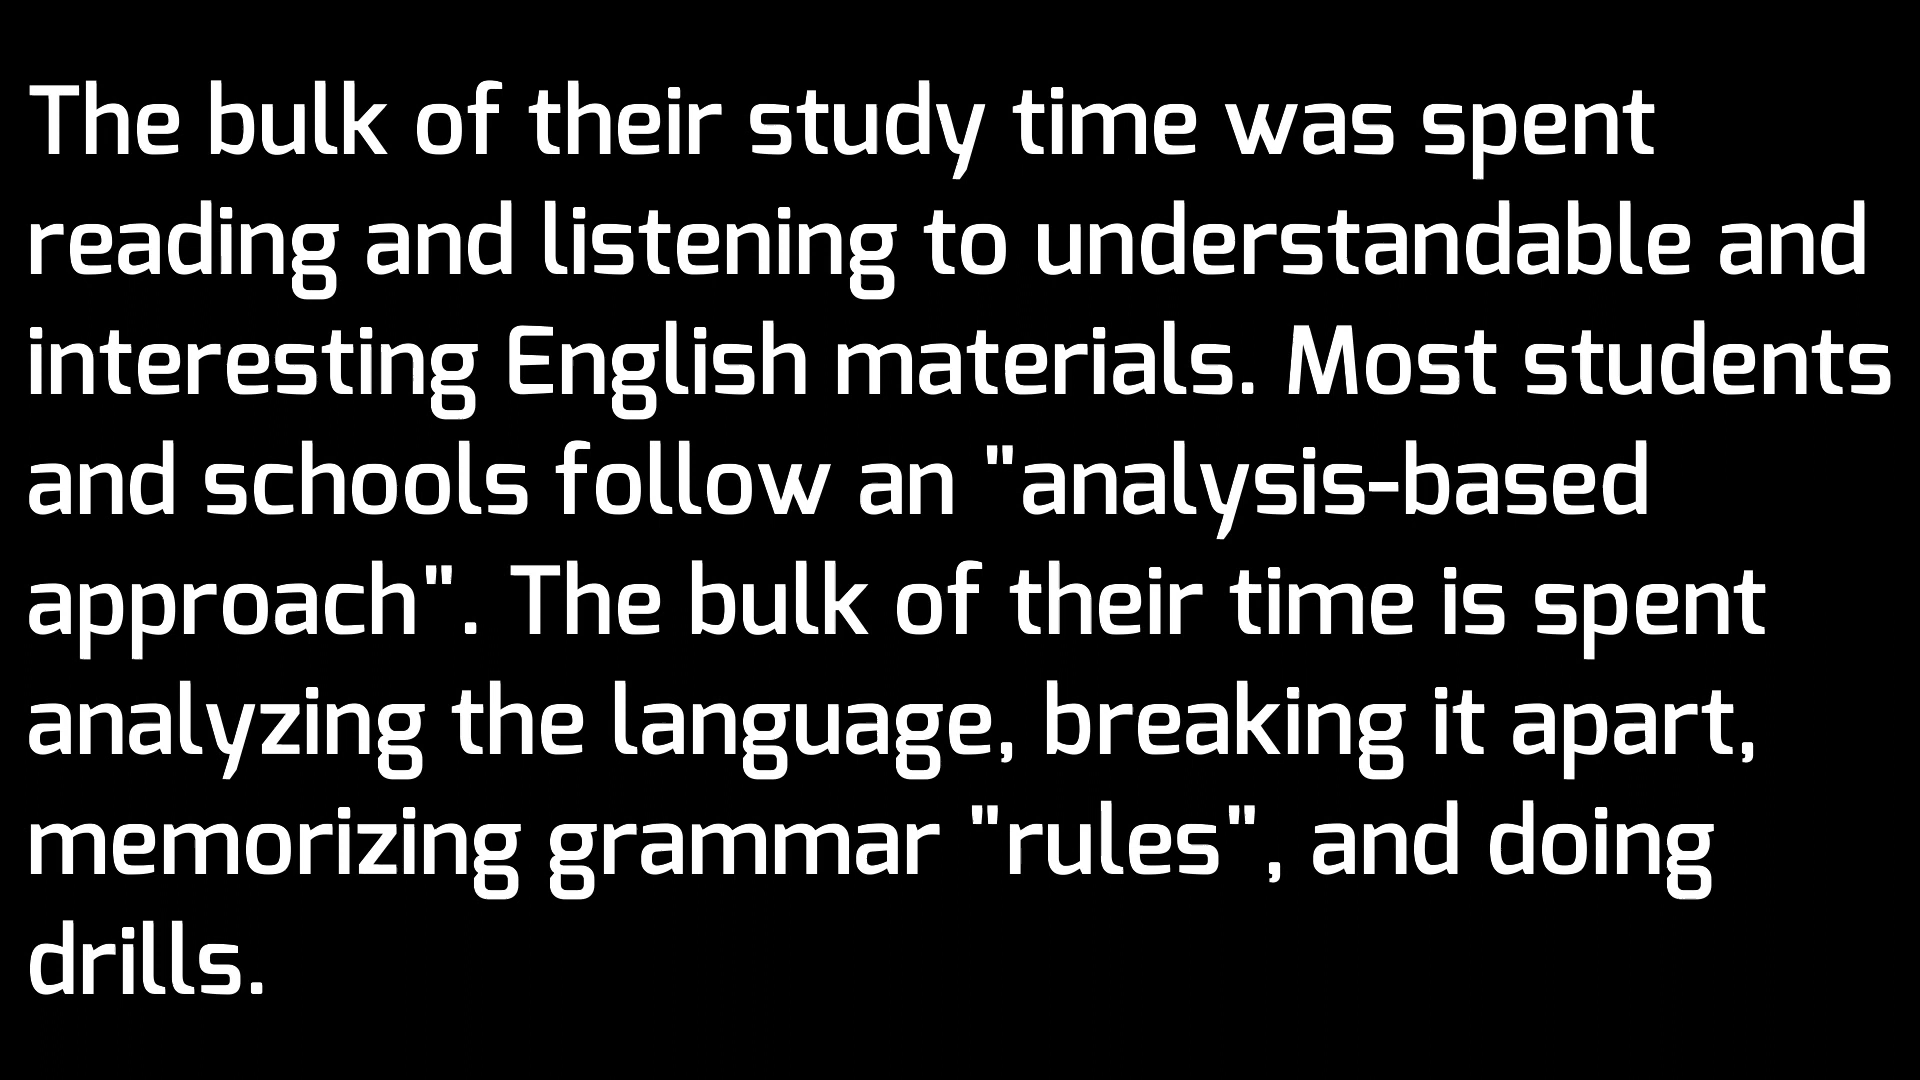 The bulk of their study time was spent
reading and listening to understandable and
interesting English materials. Most students
and schools follow an "analysis-based
approach". The bulk of their time is spent
analyzing the language, breaking it apart,
memorizing grammar "rules", and doing
drills.